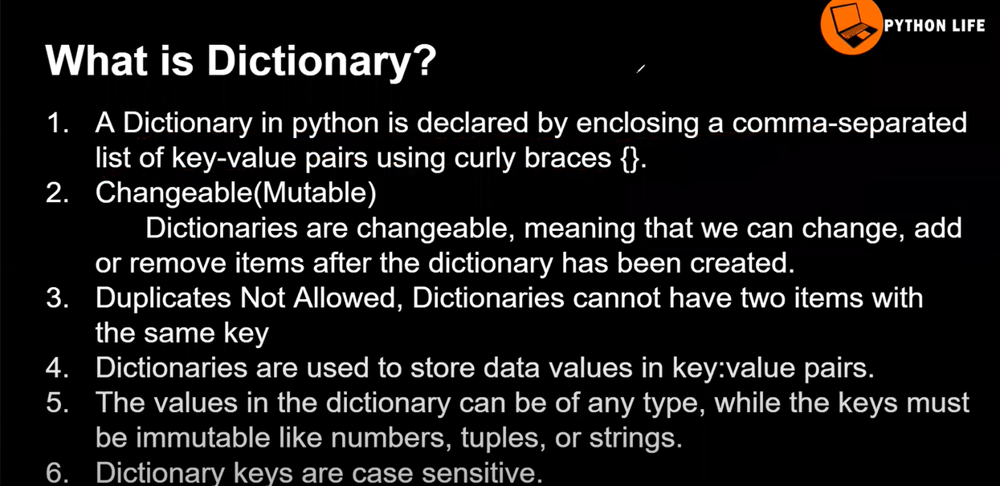 PYTHON LIFE
What is Dictionary?
1. A Dictionary in python is declared by enclosing a comma-separated
list of key-value pairs using curly braces {}.
2. Changeable(Mutable)
Dictionaries are changeable, meaning that we can change, add
or remove items after the dictionary has been created.
3. Duplicates Not Allowed, Dictionaries cannot have two items with
the same key
4. Dictionaries are used to store data values in key:value pairs.
5. The values in the dictionary can be of any type, while the keys must
be immutable like numbers, tuples, or strings.
6. Dictionary keys are case sensitive.